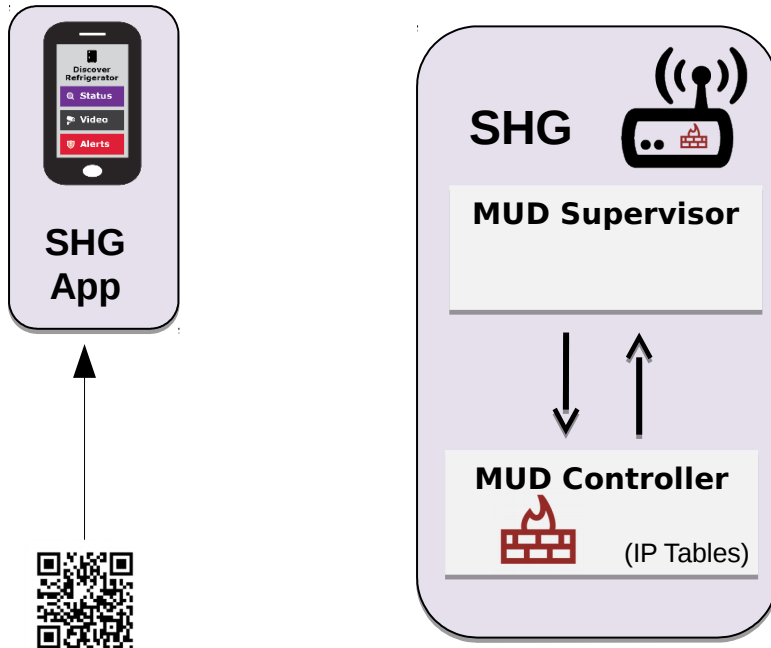 Discover
Refrigerator
Status
Video
Alerts
SHG
App
SHG
MUD Supervisor
MUD Controller
(IP Tables)